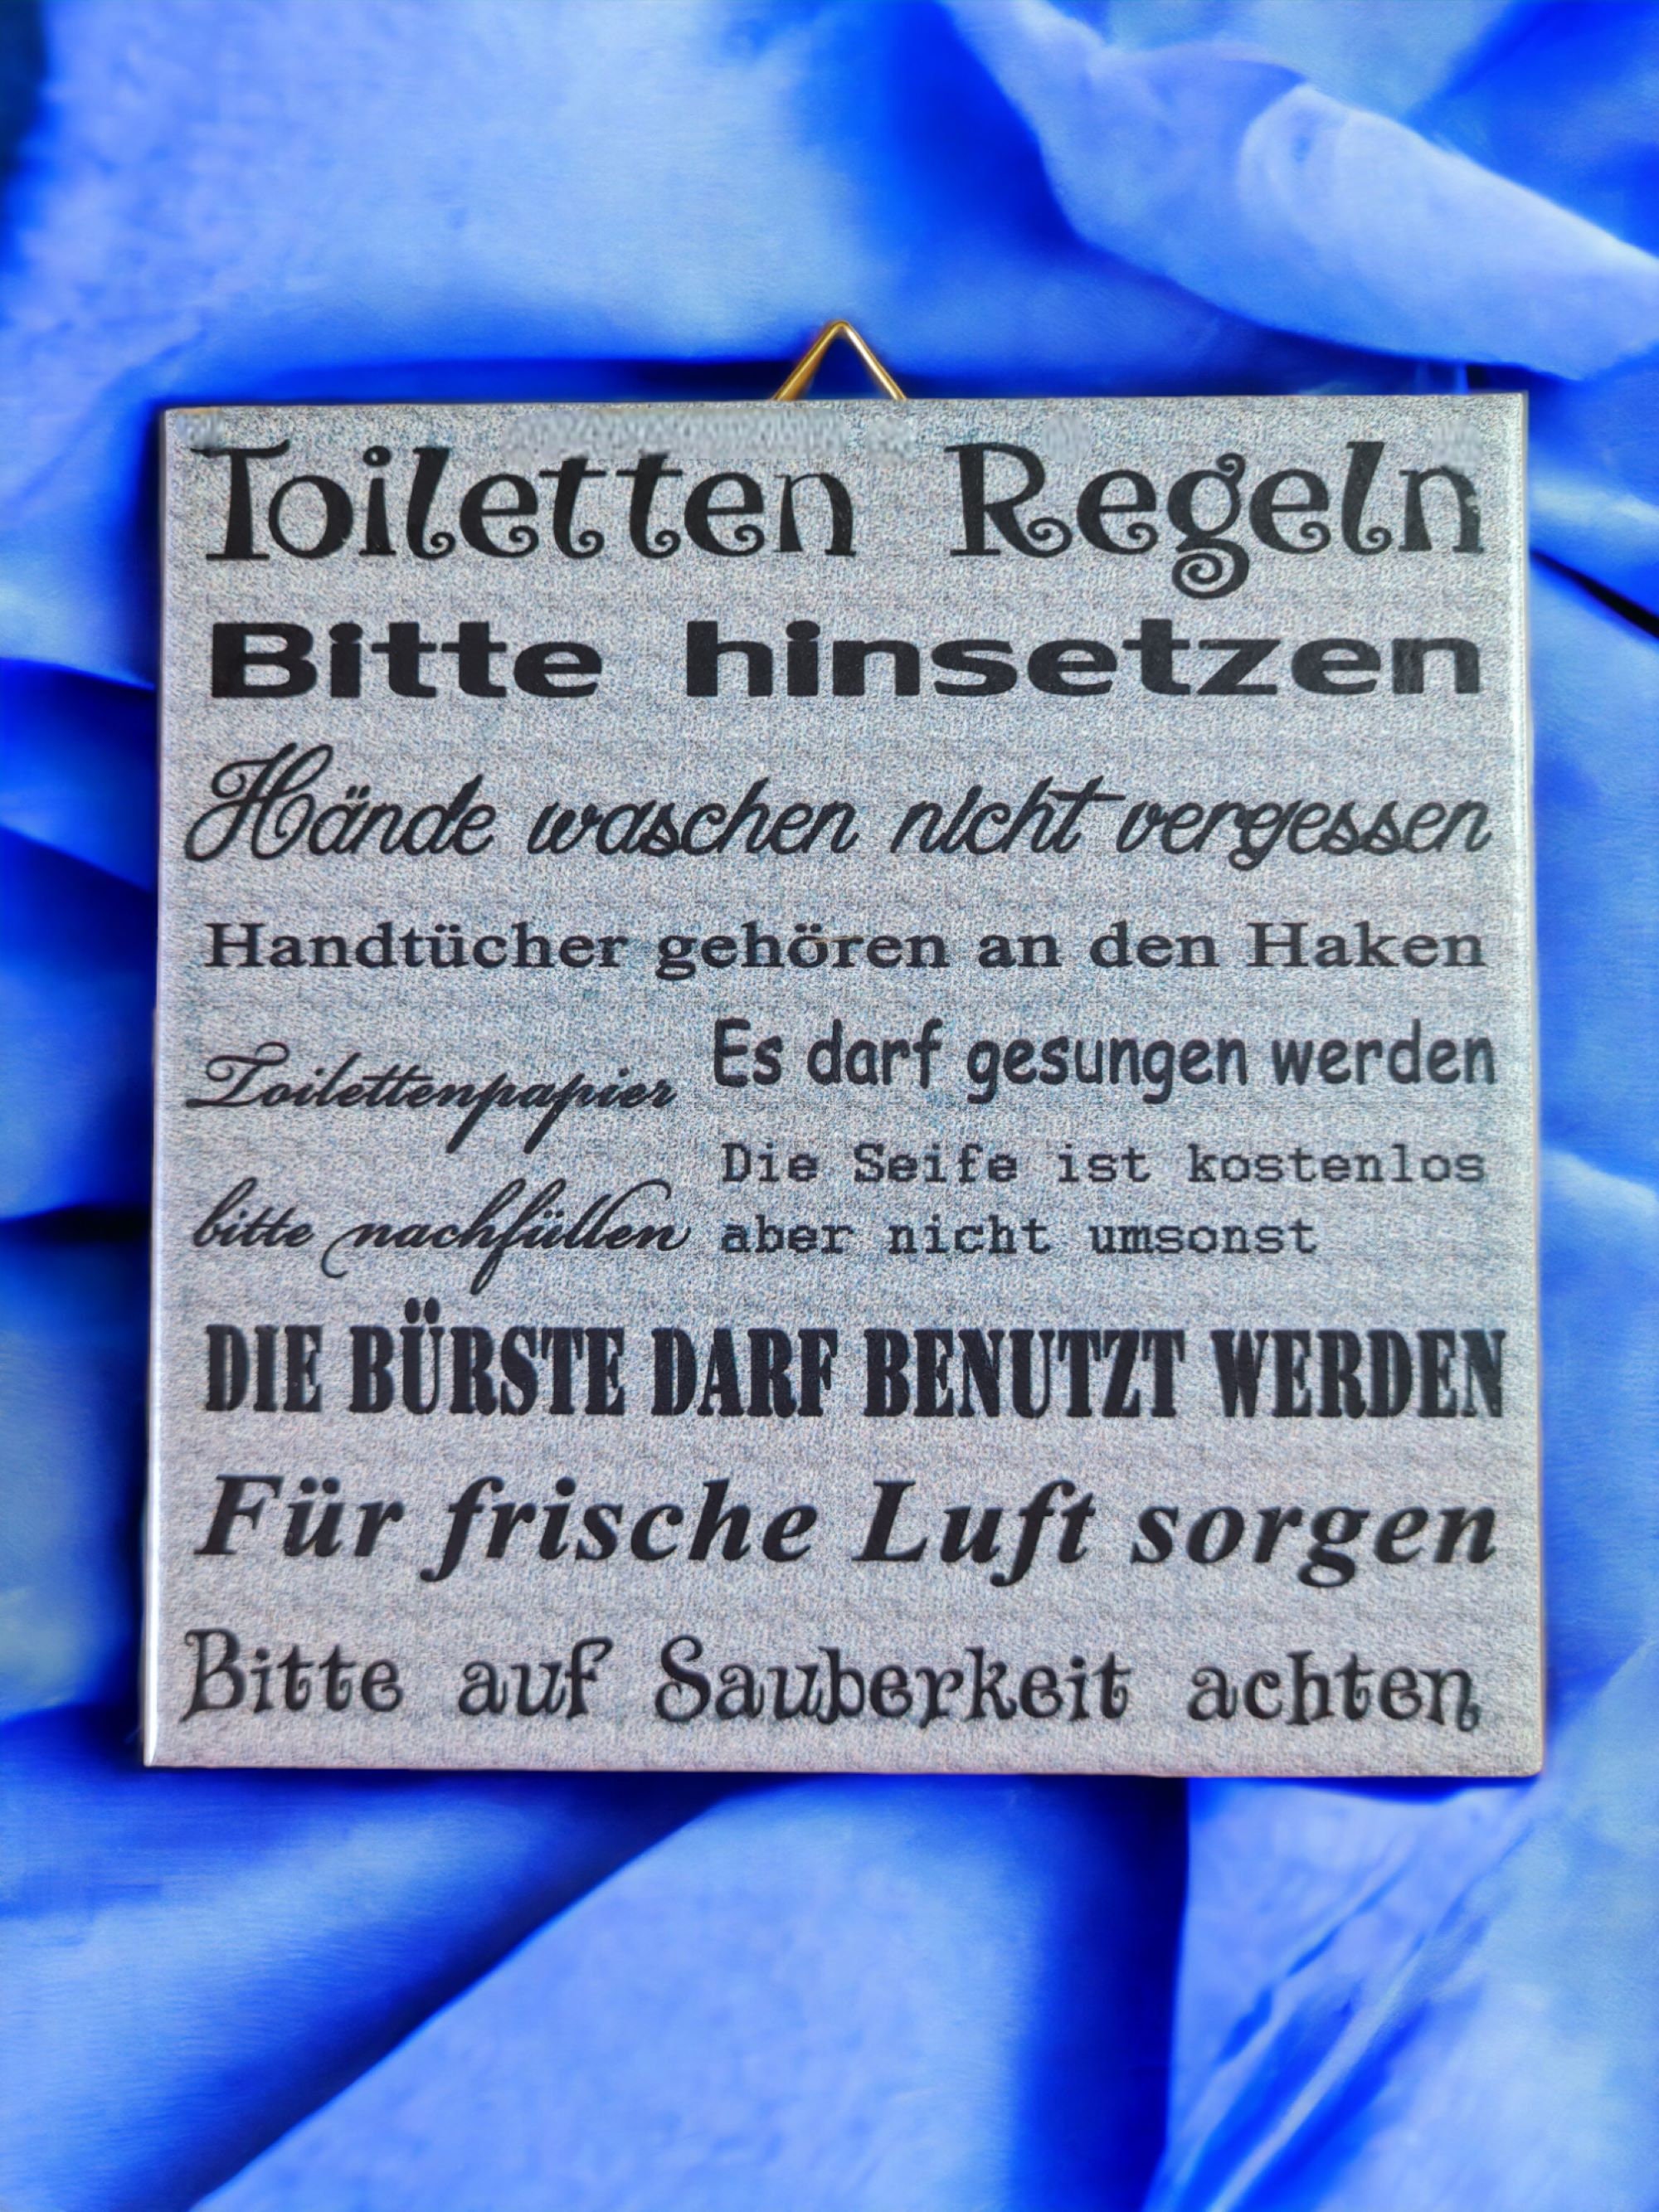 Toiletten Regeln
Bitte hinsetzen
Hände waschen nicht vergessen
Handtücher gehören an den Haken
Toilettenpapier
bitte nachfüllen
Es darf gesungen werden
Die Seife ist kostenlos
aber nicht umsonst
DIE BÜRSTE DARF BENUTZT WERDEN
Für frische Luft sorgen
Bitte auf Sauberkeit achten